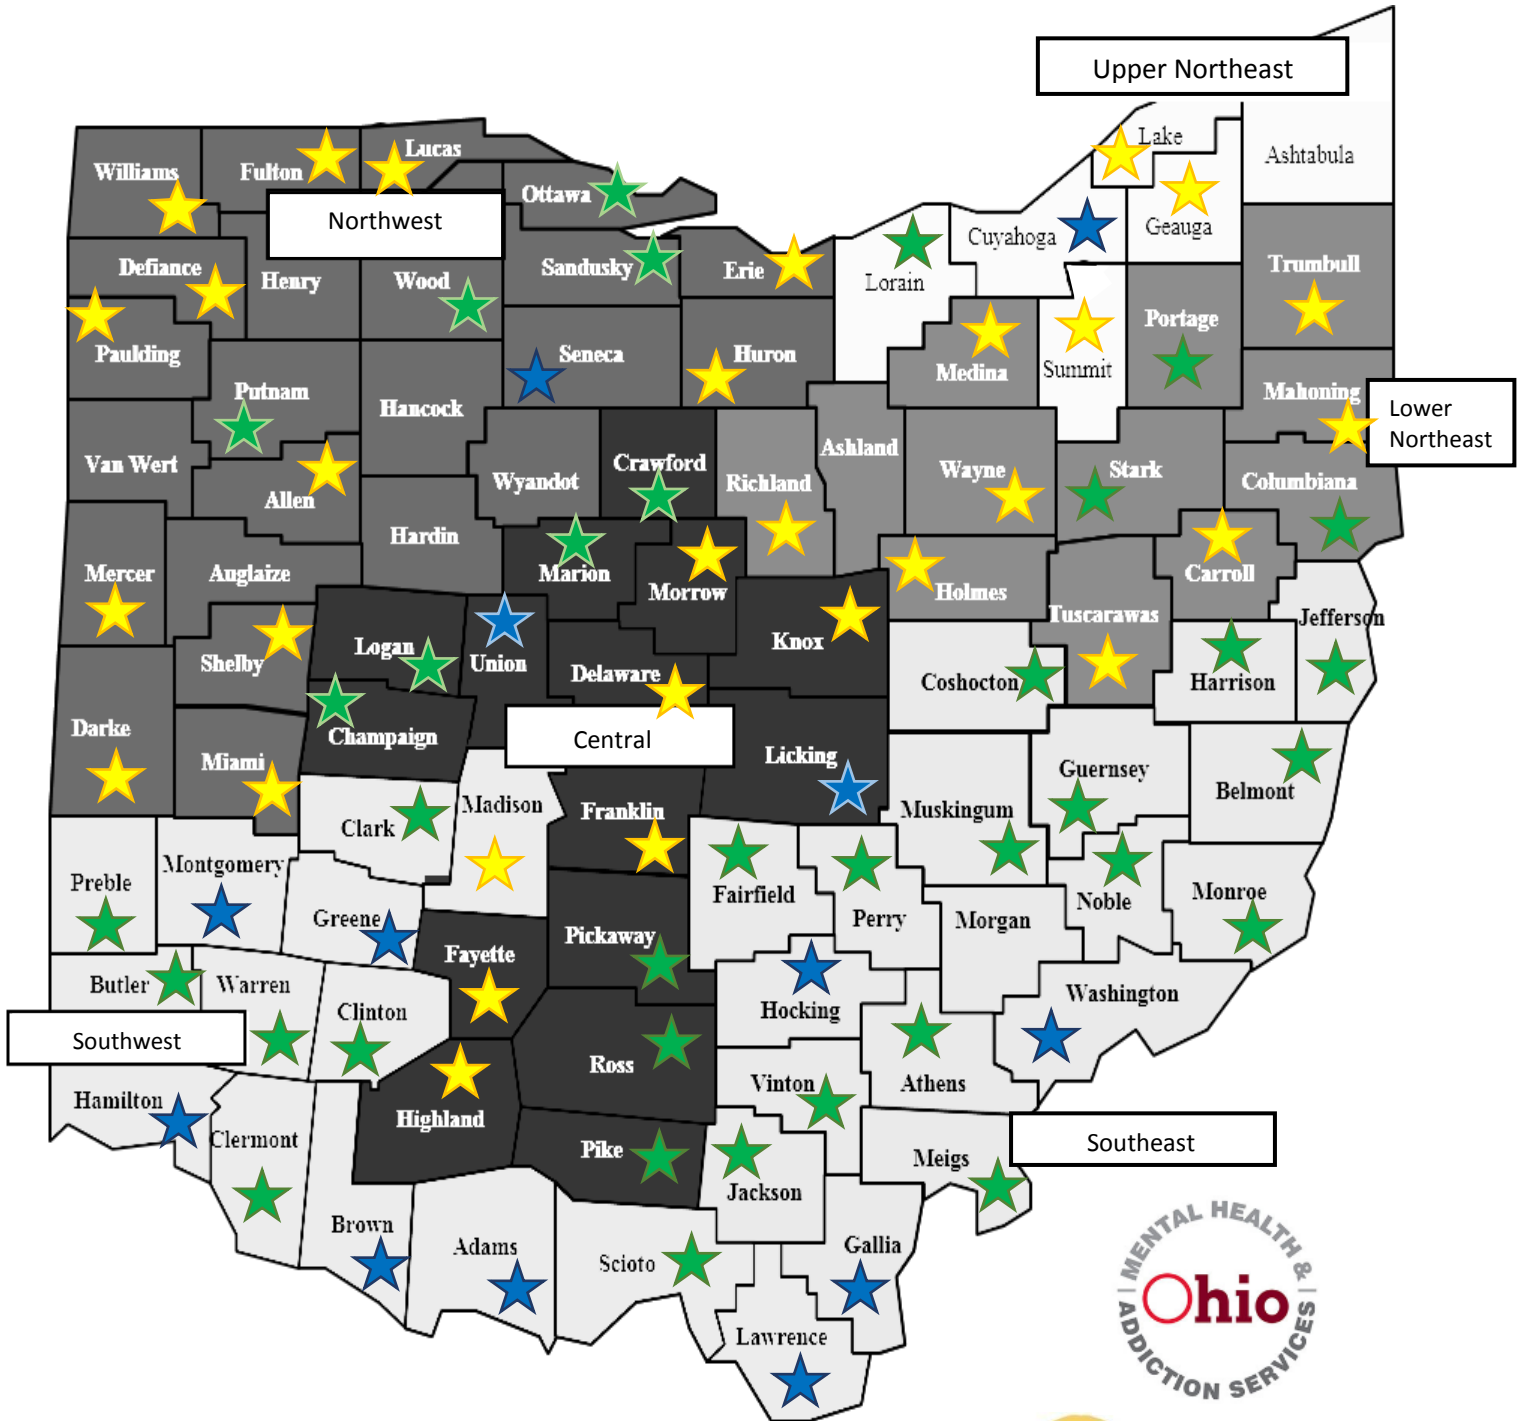 Upper Northeast
Lake
Ashtabula
Williams
Fulton
Lucas
Northwest
Ottawa
Cuyahoga
Geauga
Defiance
Henry
Wood
Sandusky
Erie
Lorain
Trumbull
Paulding
Seneca
Huron
Medina
Summit
Portage
Putnam
Hancock
Mahoning
Lower
Northeast
Van Wert
Allen
Wyandot
Crawford
Richland
Ashland
Wayne
Stark
Columbiana
Mercer
Auglaize
Hardin
Marion
Morrow
Holmes
Carroll
Tuscarawas
Jefferson
Shelby
Logan
Union
Delaware
Knox
Coshocton
Harrison
Darke
Miami
Champaign
Central
Licking
Guernsey
Belmont
Clark
Madison
Franklin
Muskingum
Preble
Montgomery
Greene
Fairfield
Perry
Morgan
Noble
Monroe
Fayette
Pickaway
Butler
Warren
Clinton
Hocking
Washington
Southwest
Ross
Vinton
Athens
Hamilton
Clermont
Highland
Pike
Jackson
Meigs
Southeast
Brown
Adams
Scioto
Gallia
Lawrence
MENTAL HEALTH &
Ohio
ADDICTION SERVICES